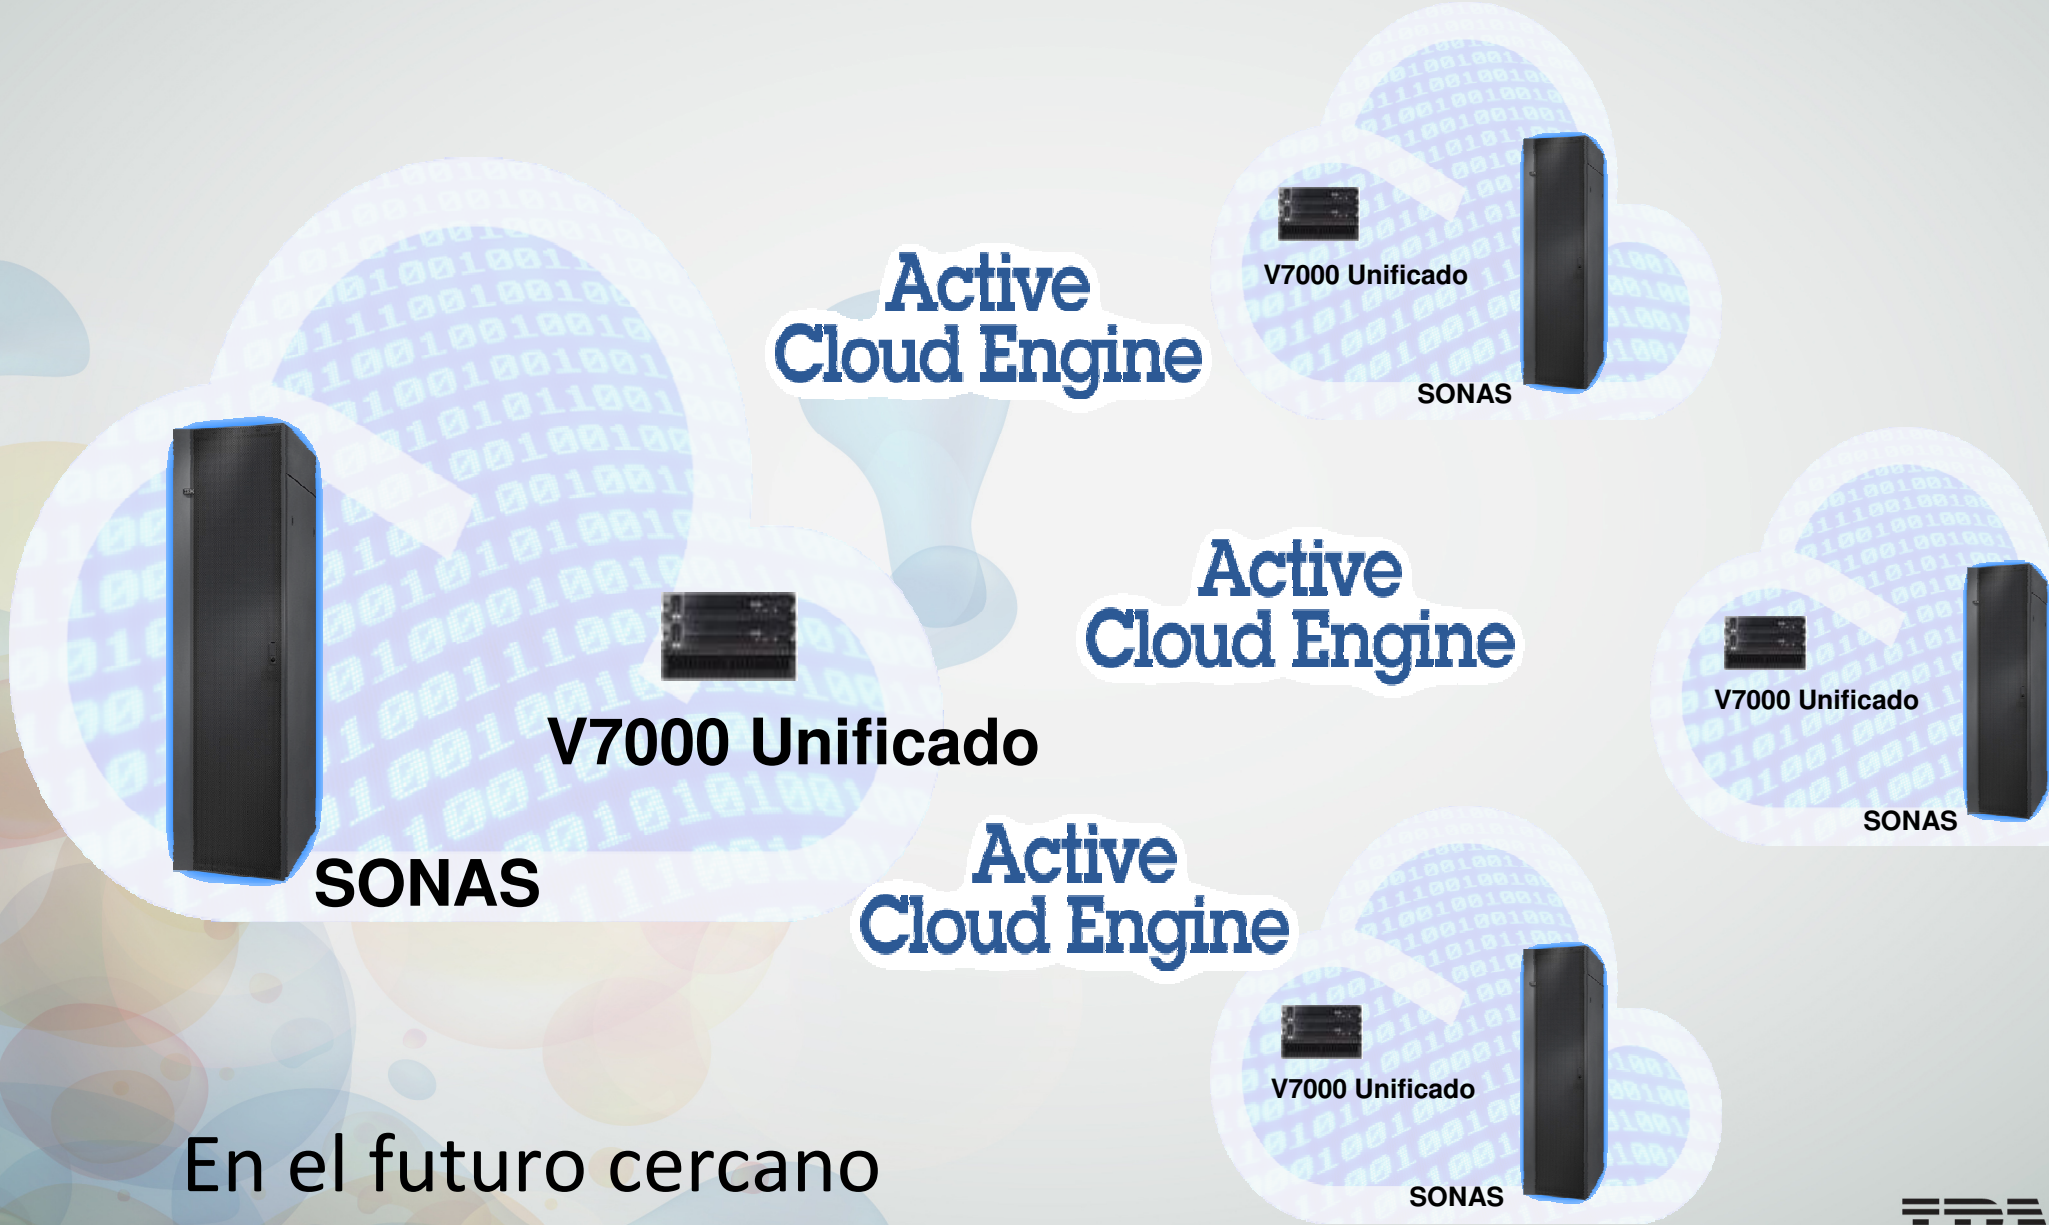 Active
Cloud Engine
V7000 Unificado
SONAS
Active
Cloud Engine
V7000 Unificado
SONAS
V7000 Unificado
SONAS
Active
Cloud Engine
V7000 Unificado
SONAS
En el futuro cercano